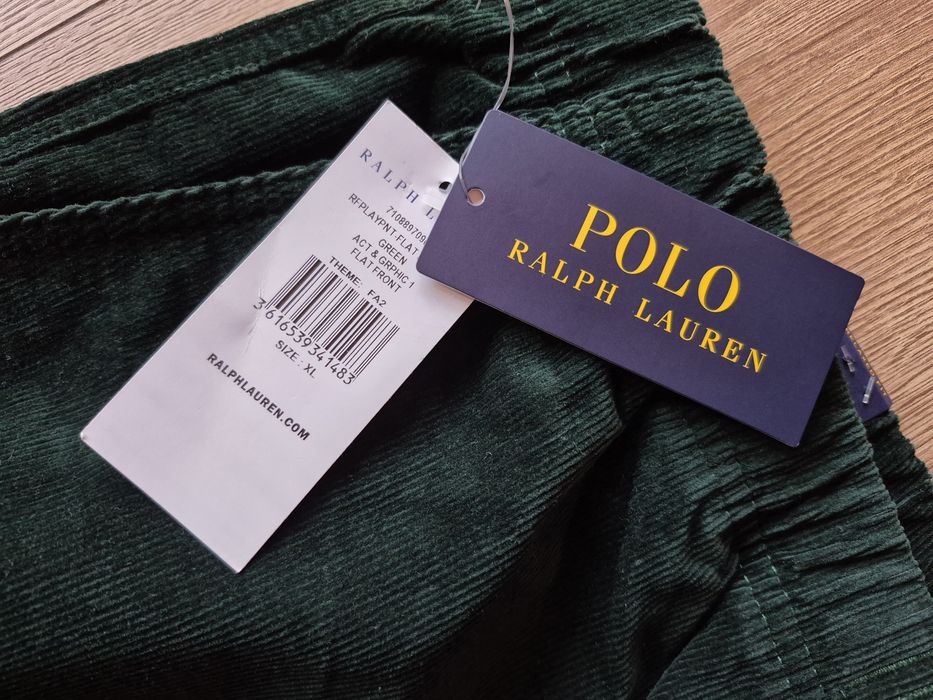 RALPH L
710889709
RFPLAYPNT-FLAT
GREEN
ACT & GRPHIC 1
FLAT FRONT
THEME: FA2
3616539341483
SIZE : XL
RALPHLAUREN.COM
POLO
RALPH LAUREN